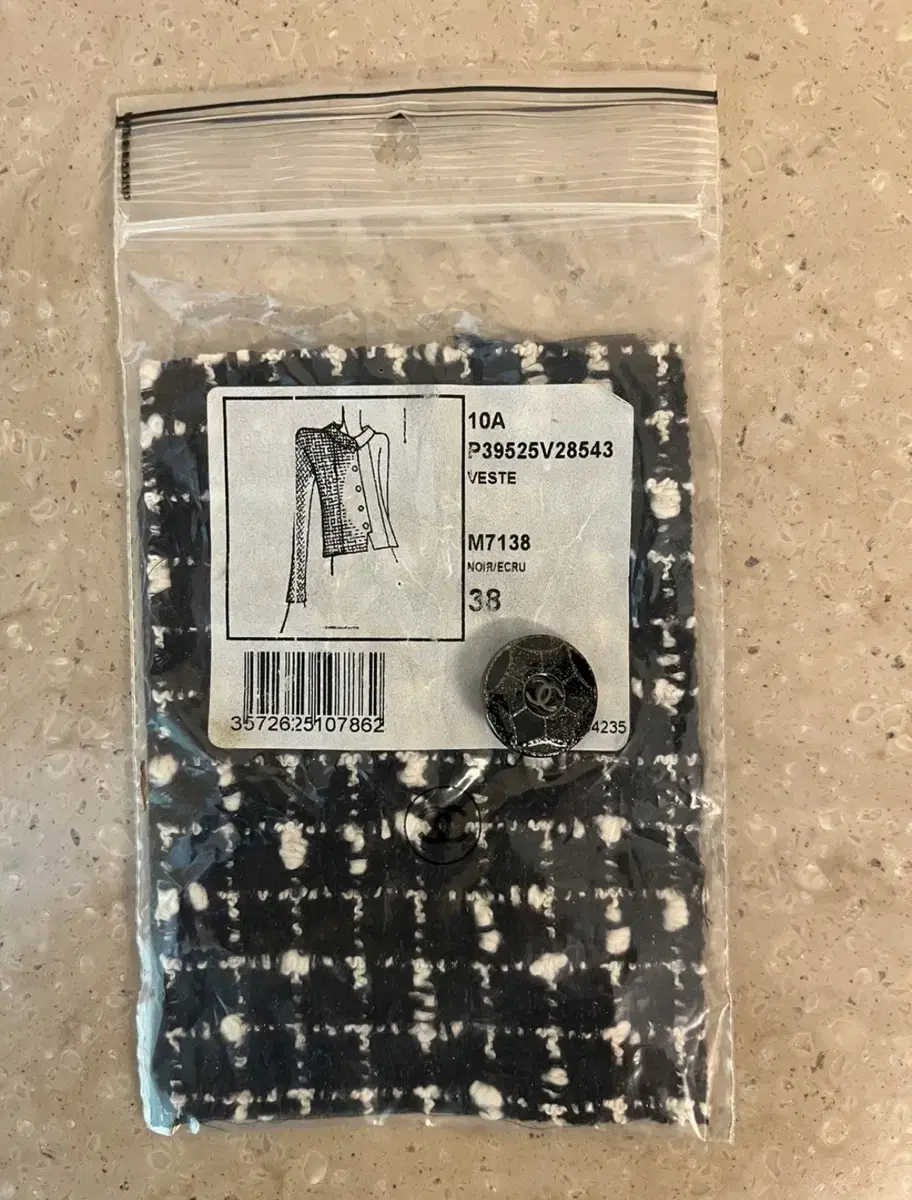 10A
P39525V28543
VESTE
M7138
NOIR/ECRU
38
3572625107862
4235